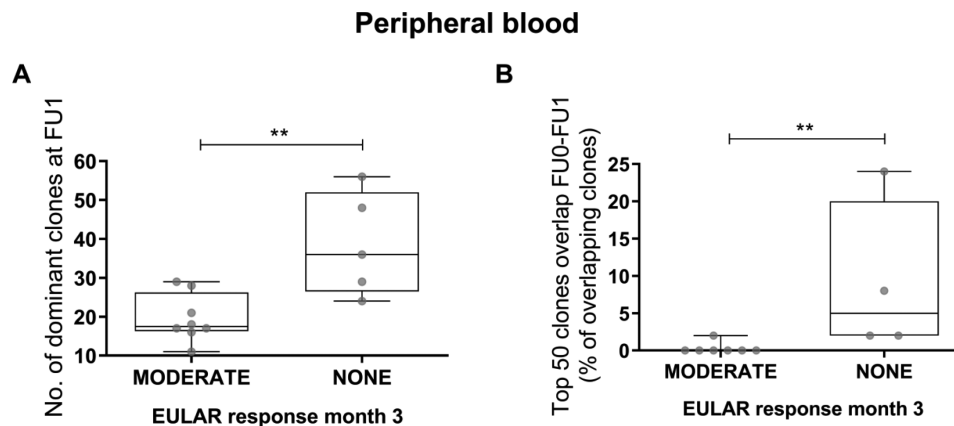 Peripheral blood
A
No. of dominant clones at FU1
**
60
50
40
30
20
10
MODERATE
NONE
EULAR response month 3
B
Top 50 clones overlap FU0-FU1
(% of overlapping clones)
**
25
20
15
10
5
0
MODERATE
NONE
EULAR response month 3